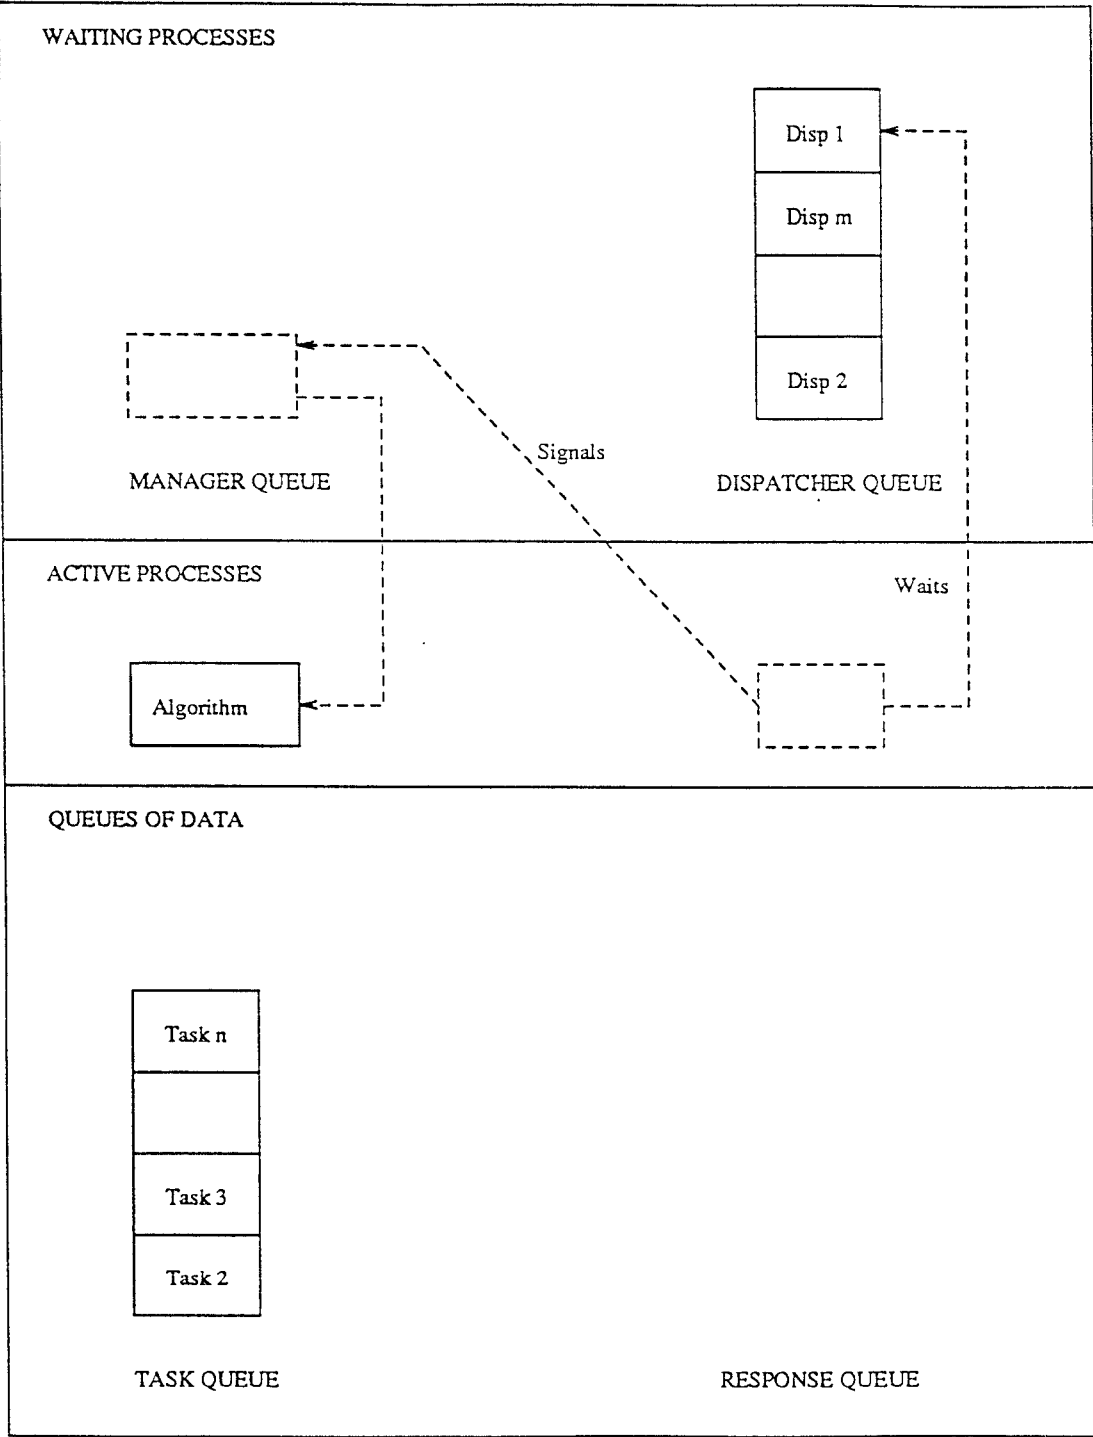 WAITING PROCESSES
Disp 1
Disp m
Disp 2
Signals
MANAGER QUEUE
DISPATCHER QUEUE
ACTIVE PROCESSES
Waits
Algorithm
QUEUES OF DATA
Task n
Task 3
Task 2
TASK QUEUE
RESPONSE QUEUE